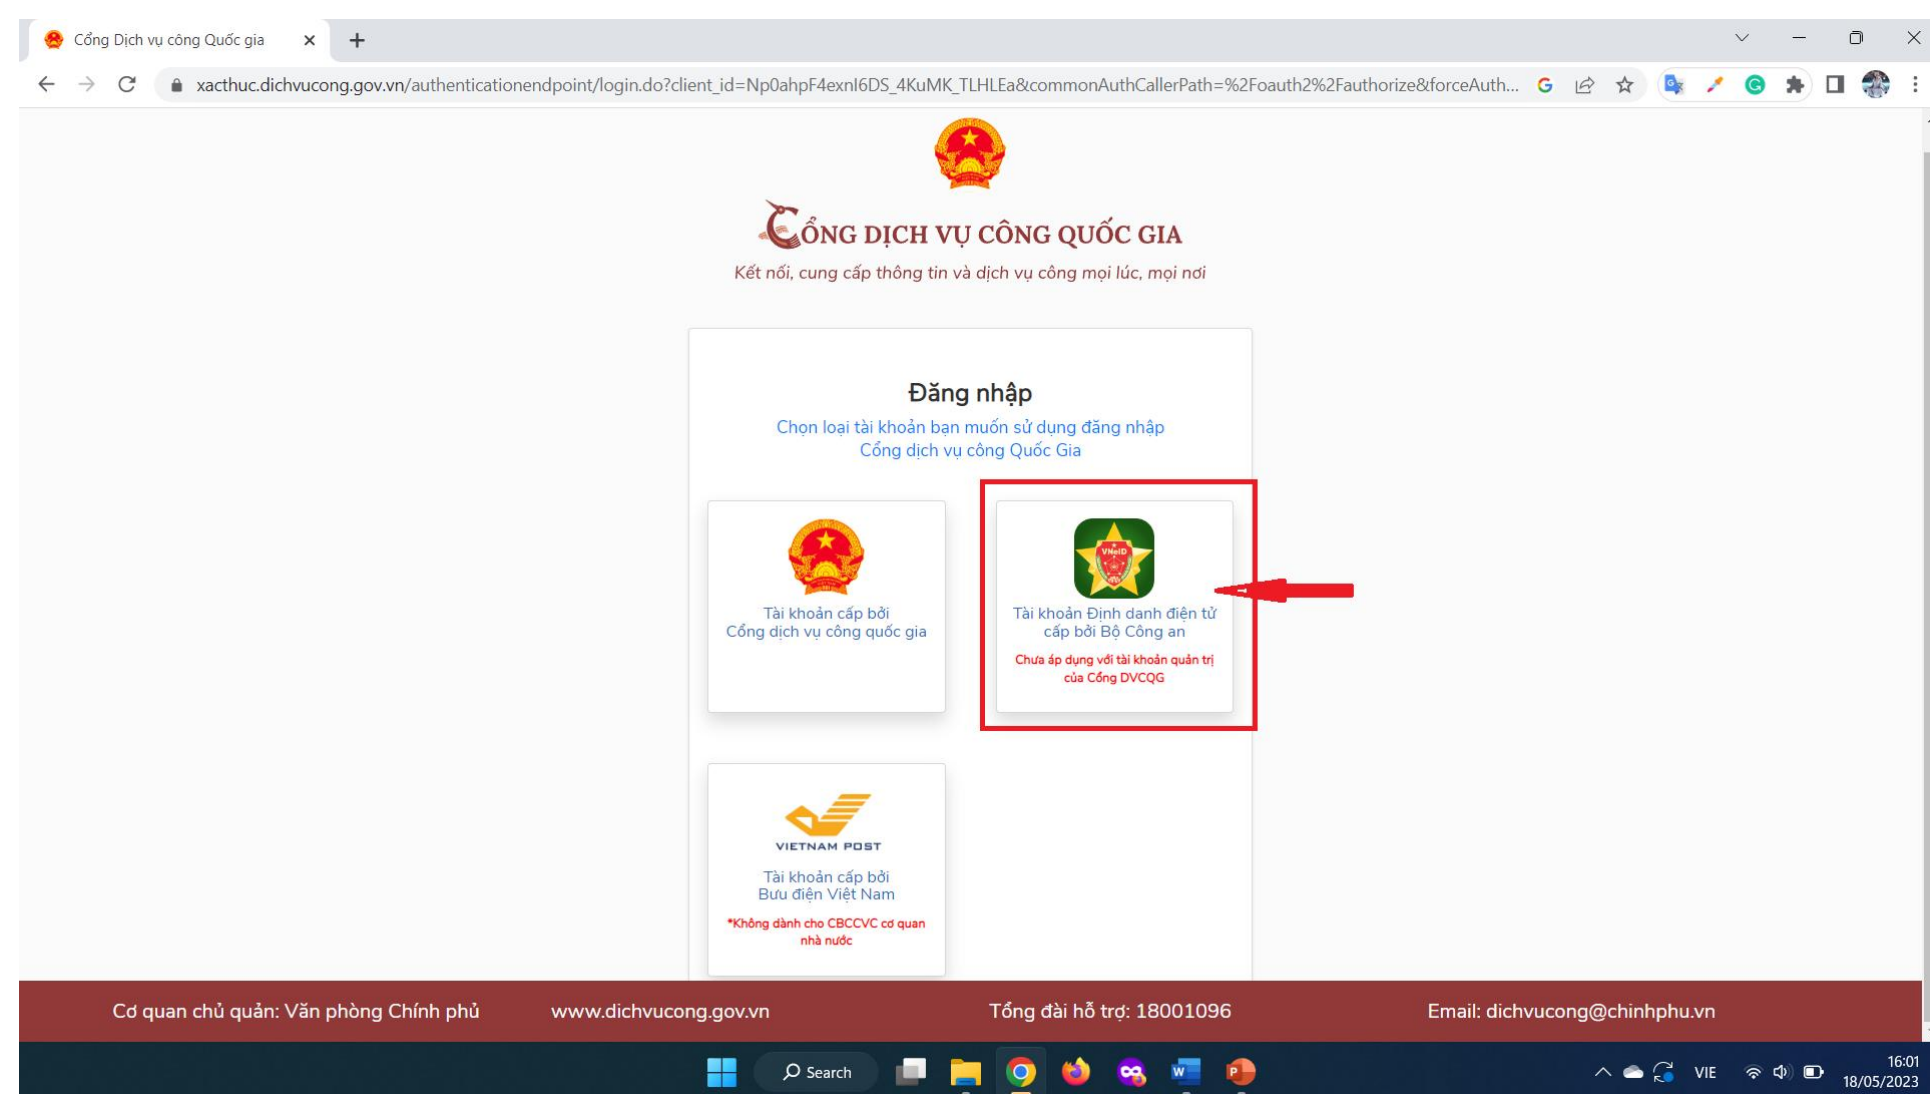 Cổng Dịch vụ công Quốc gia
xacthuc.dichvucong.gov.vn/authenticationendpoint/login.do?client_id=Np0ahpF4exnI6DS_4KuMK_TLHLEa&commonAuthCallerPath=%2Foauth2%2Fauthorize&forceAuth...
CỔNG DỊCH VỤ CÔNG QUỐC GIA
Kết nối, cung cấp thông tin và dịch vụ công mọi lúc, mọi nơi
Đăng nhập
Chọn loại tài khoản bạn muốn sử dụng đăng nhập
Cổng dịch vụ công Quốc Gia
Tài khoản cấp bởi
Cổng dịch vụ công quốc gia
VNeID
Tài khoản Định danh điện tử
cấp bởi Bộ Công an
Chưa áp dụng với tài khoản quản trị
của Cổng DVCQG
VIETNAM POST
Tài khoản cấp bởi
Bưu điện Việt Nam
*Không dành cho CBCCVC cơ quan
nhà nước
Cơ quan chủ quản: Văn phòng Chính phủ www.dichvucong.gov.vn Tổng đài hỗ trợ: 18001096 Email: dichvucong@chinhphu.vn
Search
VIE
16:01
18/05/2023